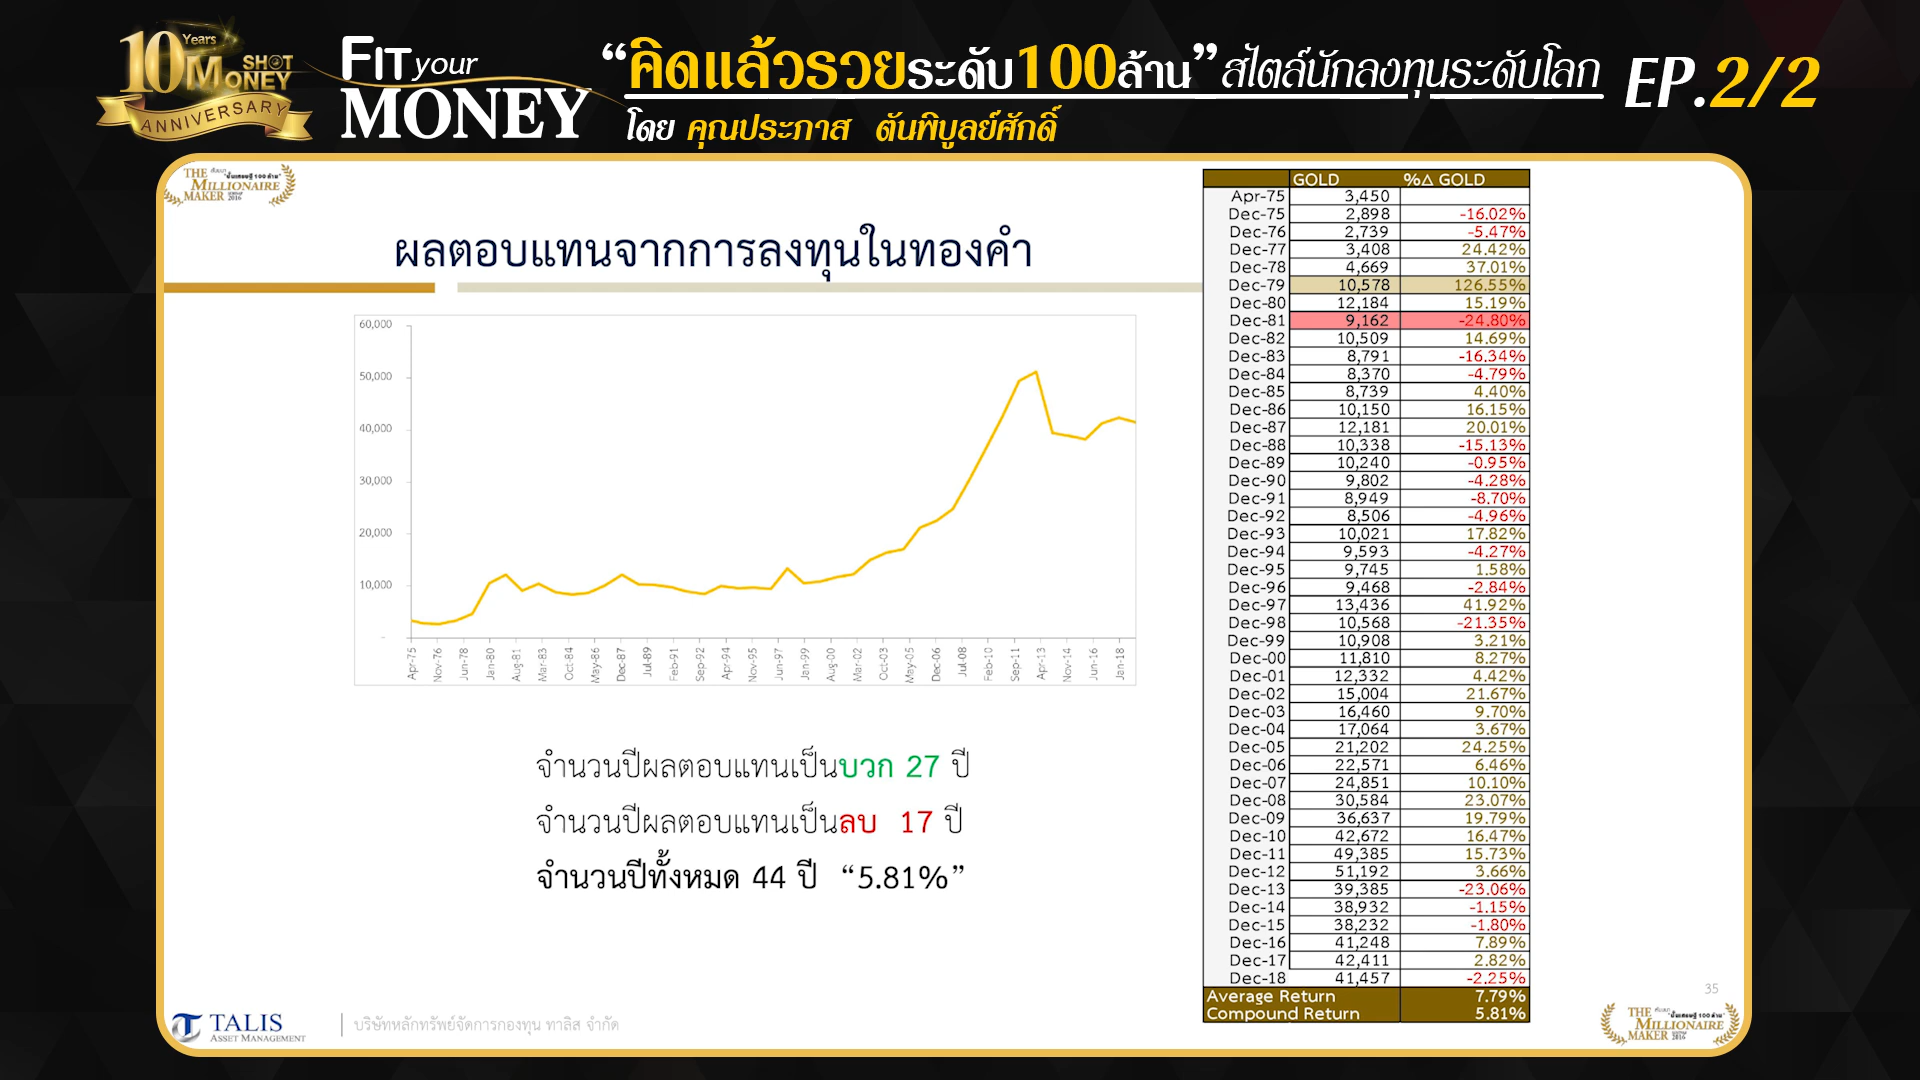 10 Years
SHOT
MONEY
ANNIVERSARY
FIT your
MONEY
“คิดแล้วรวยระดับ100ล้าน” สไตล์นักลงทุนระดับโลก EP.2/2
โดย คุณประภาส ตันพิบูลย์ศักดิ์
THE
MILLIONAIRE
MAKER 2016
"ปั้นเศรษฐี 100 ล้าน"
ผลตอบแทนจากการลงทุนในทองคำ
60,000
50,000
40,000
30,000
20,000
10,000
-
Apr-75 Nov-76 Jun-78 Jan-80 Aug-81 Mar-83 Oct-84 May-86 Dec-87 Jul-89 Feb-91 Sep-92 Apr-94 Nov-95 Jun-97 Jan-99 Aug-00 Mar-02 Oct-03 May-05 Dec-06 Jul-08 Feb-10 Sep-11 Apr-13 Nov-14 Jun-16 Jan-18
จำนวนปีผลตอบแทนเป็นบวก 27 ปี
จำนวนปีผลตอบแทนเป็นลบ 17 ปี
จำนวนปีทั้งหมด 44 ปี “5.81%”
GOLD %Δ GOLD
Apr-75 3,450
Dec-75 2,898 -16.02%
Dec-76 2,739 -5.47%
Dec-77 3,408 24.42%
Dec-78 4,669 37.01%
Dec-79 10,578 126.55%
Dec-80 12,184 15.19%
Dec-81 9,162 -24.80%
Dec-82 10,509 14.69%
Dec-83 8,791 -16.34%
Dec-84 8,370 -4.79%
Dec-85 8,739 4.40%
Dec-86 10,150 16.15%
Dec-87 12,181 20.01%
Dec-88 10,338 -15.13%
Dec-89 10,240 -0.95%
Dec-90 9,802 -4.28%
Dec-91 8,949 -8.70%
Dec-92 8,506 -4.96%
Dec-93 10,021 17.82%
Dec-94 9,593 -4.27%
Dec-95 9,745 1.58%
Dec-96 9,468 -2.84%
Dec-97 13,436 41.92%
Dec-98 10,568 -21.35%
Dec-99 10,908 3.21%
Dec-00 11,810 8.27%
Dec-01 12,332 4.42%
Dec-02 15,004 21.67%
Dec-03 16,460 9.70%
Dec-04 17,064 3.67%
Dec-05 21,202 24.25%
Dec-06 22,571 6.46%
Dec-07 24,851 10.10%
Dec-08 30,584 23.07%
Dec-09 36,637 19.79%
Dec-10 42,672 16.47%
Dec-11 49,385 15.73%
Dec-12 51,192 3.66%
Dec-13 39,385 -23.06%
Dec-14 38,932 -1.15%
Dec-15 38,232 -1.80%
Dec-16 41,248 7.89%
Dec-17 42,411 2.82%
Dec-18 41,457 -2.25%
Average Return 7.79%
Compound Return 5.81%
35
TALIS
ASSET MANAGEMENT
บริษัทหลักทรัพย์จัดการกองทุน ทาลิส จำกัด
THE
MILLIONAIRE
MAKER 2016
"ปั้นเศรษฐี 100 ล้าน"